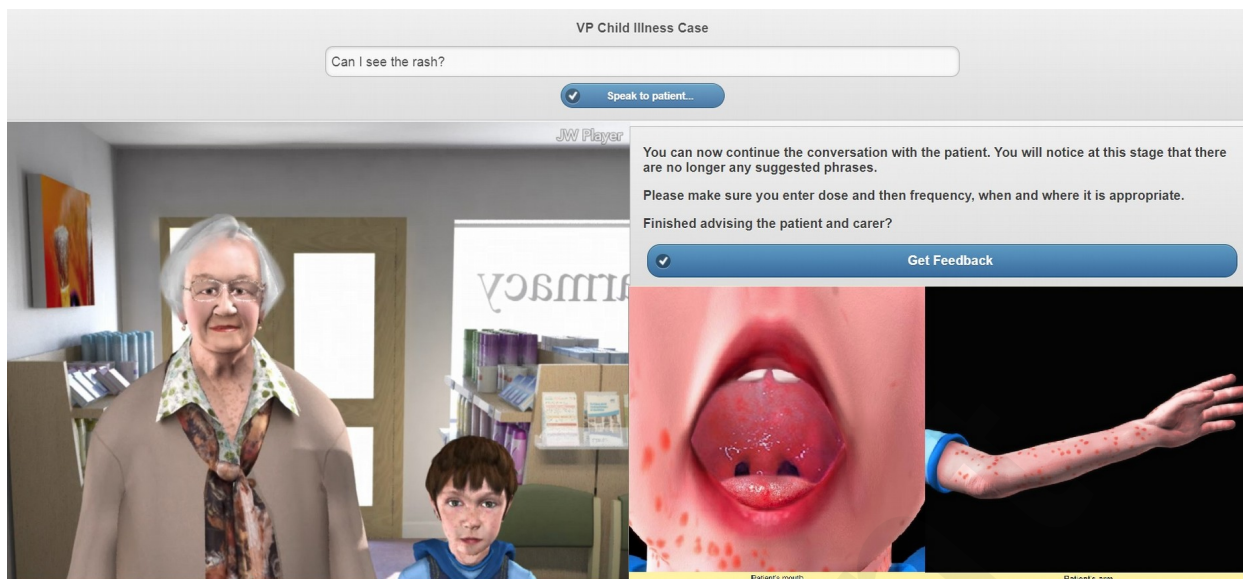 VP Child Illness Case
Can I see the rash?
Speak to patient...
JW Player
You can now continue the conversation with the patient. You will notice at this stage that there
are no longer any suggested phrases.
Please make sure you enter dose and then frequency, when and where it is appropriate.
Finished advising the patient and carer?
Get Feedback
armacy
Patient's mouth
Patient's arm